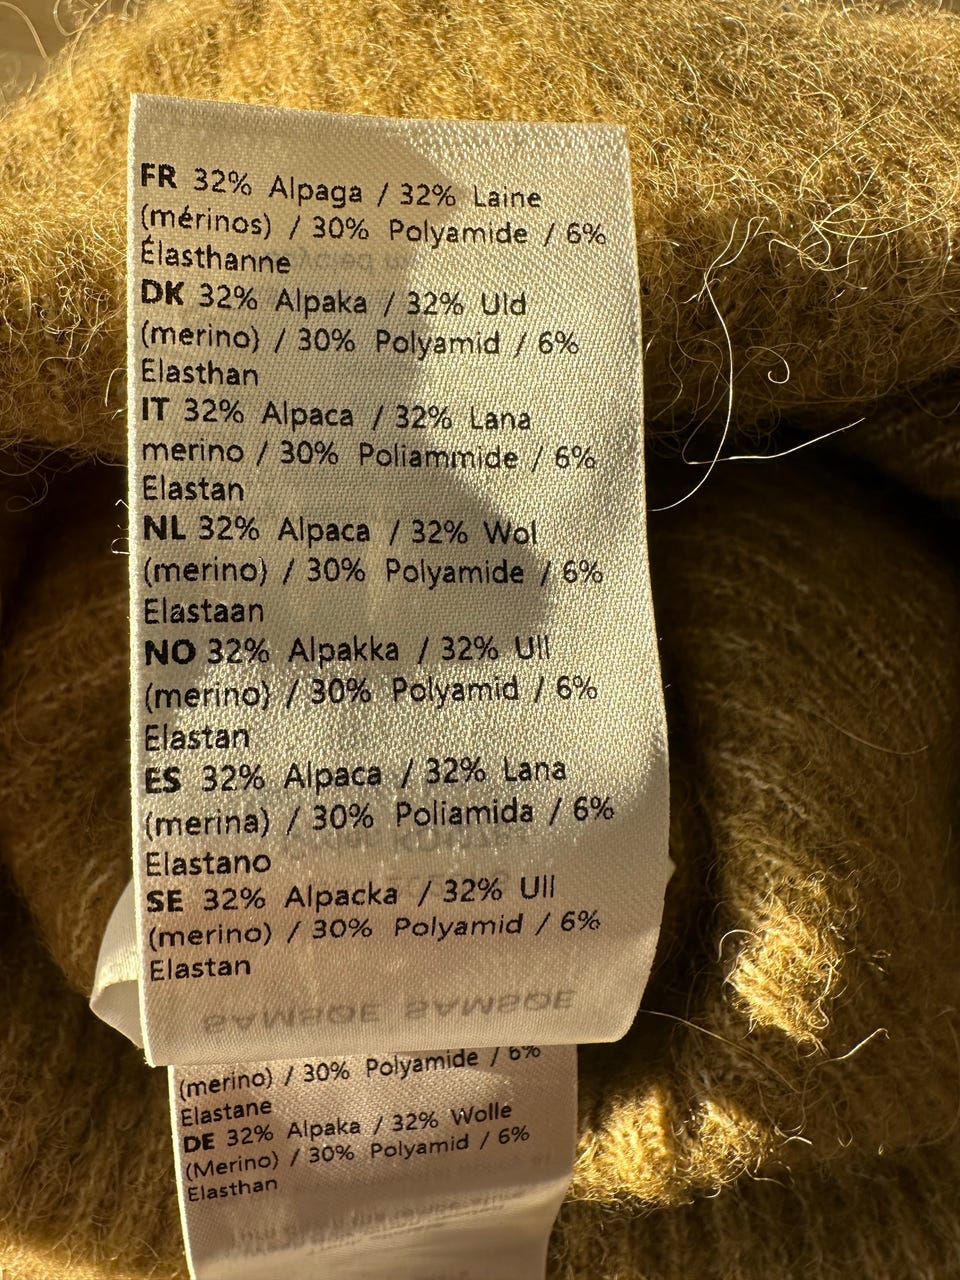 FR 32% Alpaga / 32% Laine
(mérinos) / 30% Polyamide / 6%
Élasthanne
DK 32% Alpaka / 32% Uld
(merino) / 30% Polyamid / 6%
Elasthan
IT 32% Alpaca / 32% Lana
merino / 30% Poliammide / 6%
Elastan
NL 32% Alpaca / 32% Wol
(merino) / 30% Polyamide / 6%
Elastaan
NO 32% Alpakka / 32% Ull
(merino) / 30% Polyamid / 6%
Elastan
ES 32% Alpaca / 32% Lana
(merina) / 30% Poliamida / 6%
Elastano
SE 32% Alpacka / 32% Ull
(merino) / 30% Polyamid / 6%
Elastan
SAMSØE SAMSØE
(merino) / 30% Polyamide / 6%
Elastane
DE 32% Alpaka / 32% Wolle
(Merino) / 30% Polyamid / 6%
Elasthan